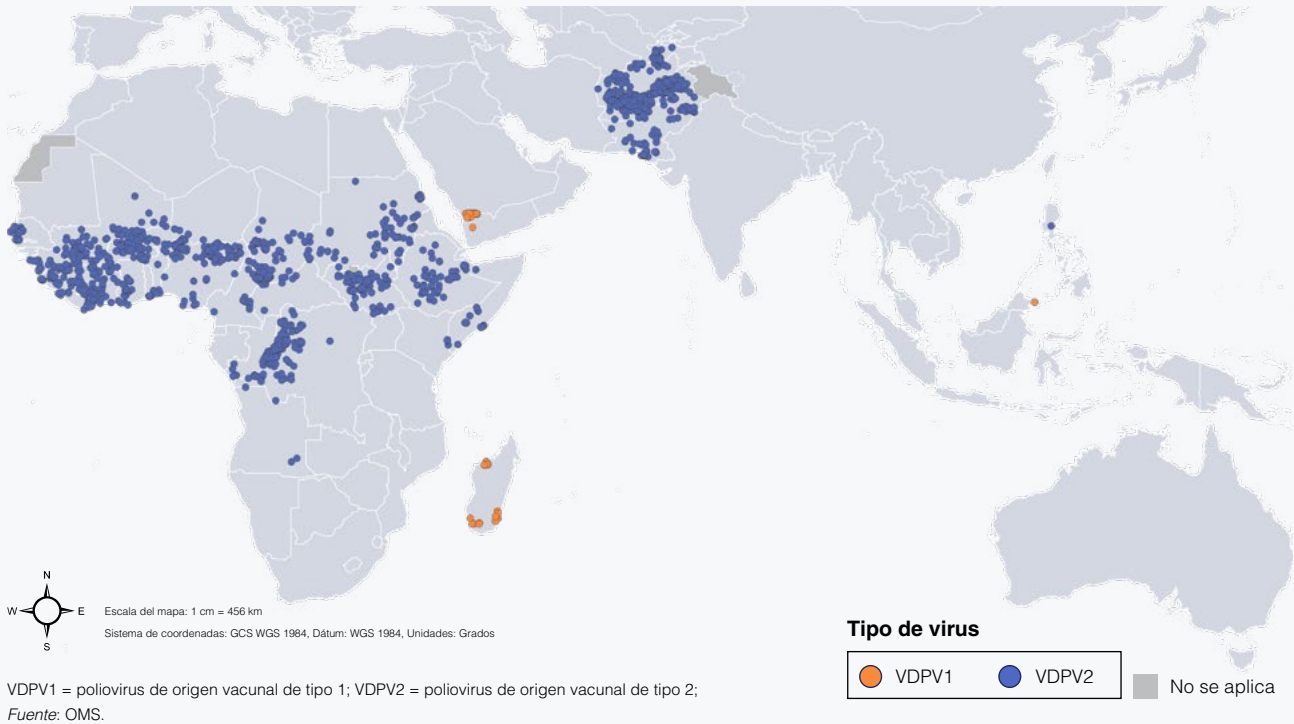 N
W E
S
Escala del mapa: 1 cm = 456 km
Sistema de coordenadas: GCS WGS 1984, Dátum: WGS 1984, Unidades: Grados
Tipo de virus
VDPV1 VDPV2 No se aplica
VDPV1 = poliovirus de origen vacunal de tipo 1; VDPV2 = poliovirus de origen vacunal de tipo 2;
Fuente: OMS.